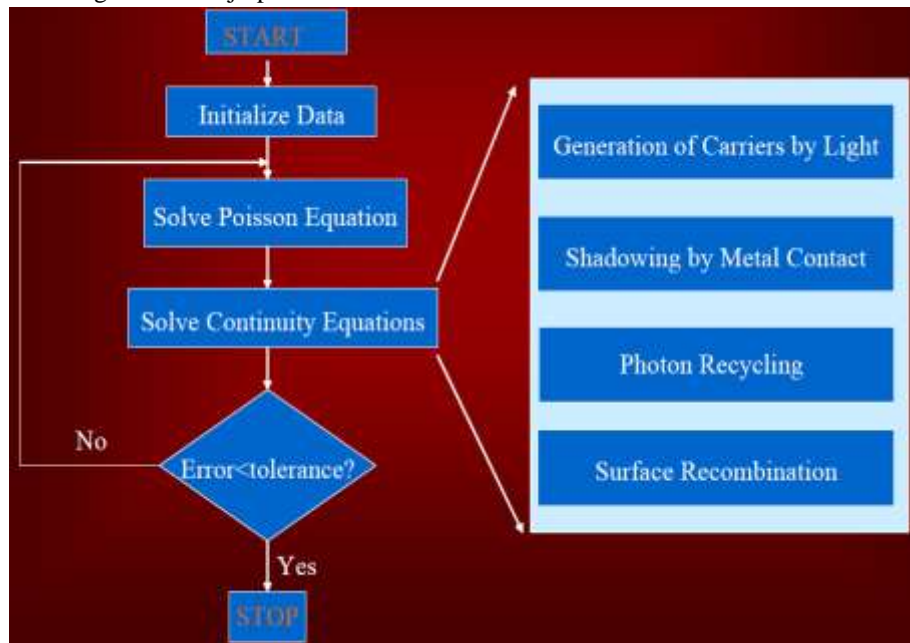 START
Initialize Data
Solve Poisson Equation
Solve Continuity Equations
No
Error<tolerance?
Yes
STOP
Generation of Carriers by Light
Shadowing by Metal Contact
Photon Recycling
Surface Recombination